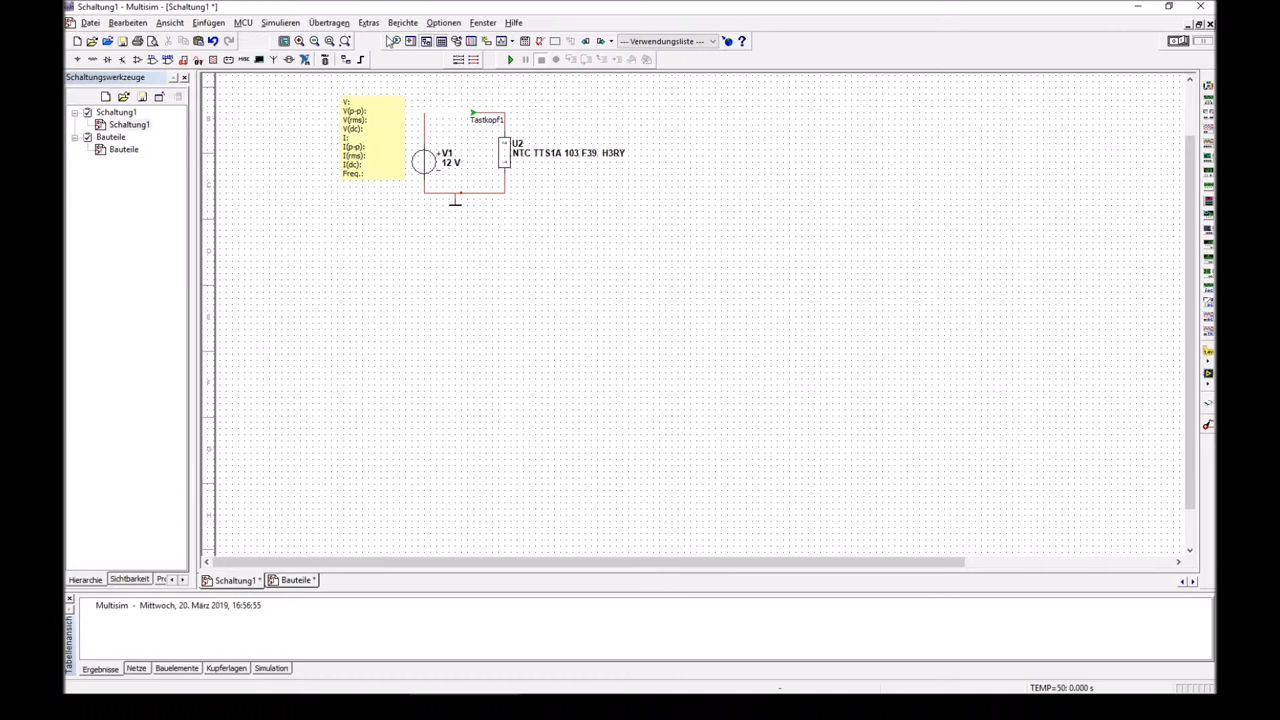 Schaltung1 - Multisim - [Schaltung1 *]
Datei Bearbeiten Ansicht Einfügen MCU Simulieren Übertragen Extras Berichte Optionen Fenster Hilfe
--- Verwendungsliste ---
Schaltungswerkzeuge
Schaltung1
Schaltung1
Bauteile
Bauteile
V:
V(p-p):
V(rms):
V(dc):
I:
I(p-p):
I(rms):
I(dc):
Freq.:
Tastkopf1
V1
12 V
U2
NTC TTS1A 103 F39 H3RY
B
C
D
E
F
G
H
Hierarchie Sichtbarkeit
Schaltung1 * Bauteile *
Multisim - Mittwoch, 20. März 2019, 16:56:55
Tabellenansicht
Ergebnisse Netze Bauelemente Kupferlagen Simulation
TEMP=50: 0.000 s